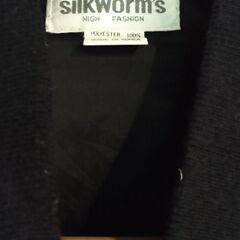 silkworm's
HIGH FASHION
POLYESTER 100%